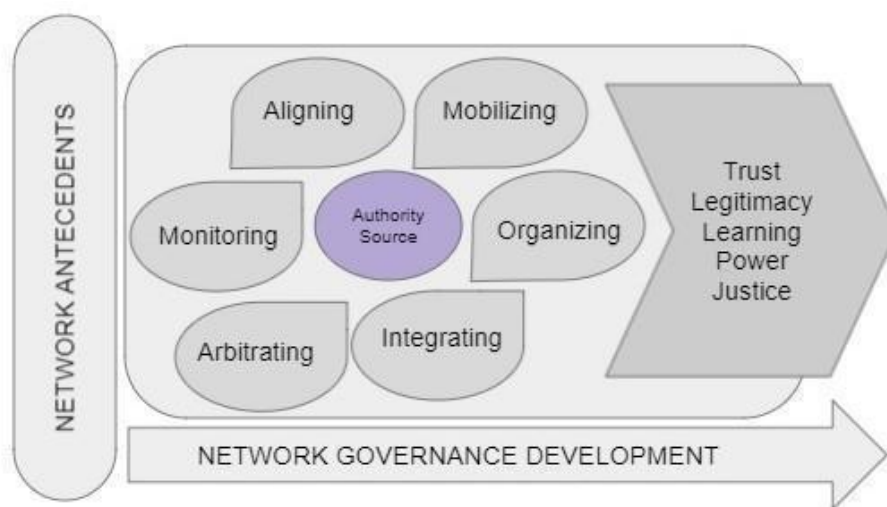 NETWORK ANTECEDENTS
Aligning
Mobilizing
Monitoring
Authority
Source
Organizing
Arbitrating
Integrating
Trust
Legitimacy
Learning
Power
Justice
NETWORK GOVERNANCE DEVELOPMENT